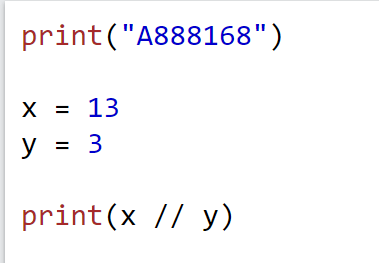 print("A888168")
x = 13
y = 3
print(x // y)